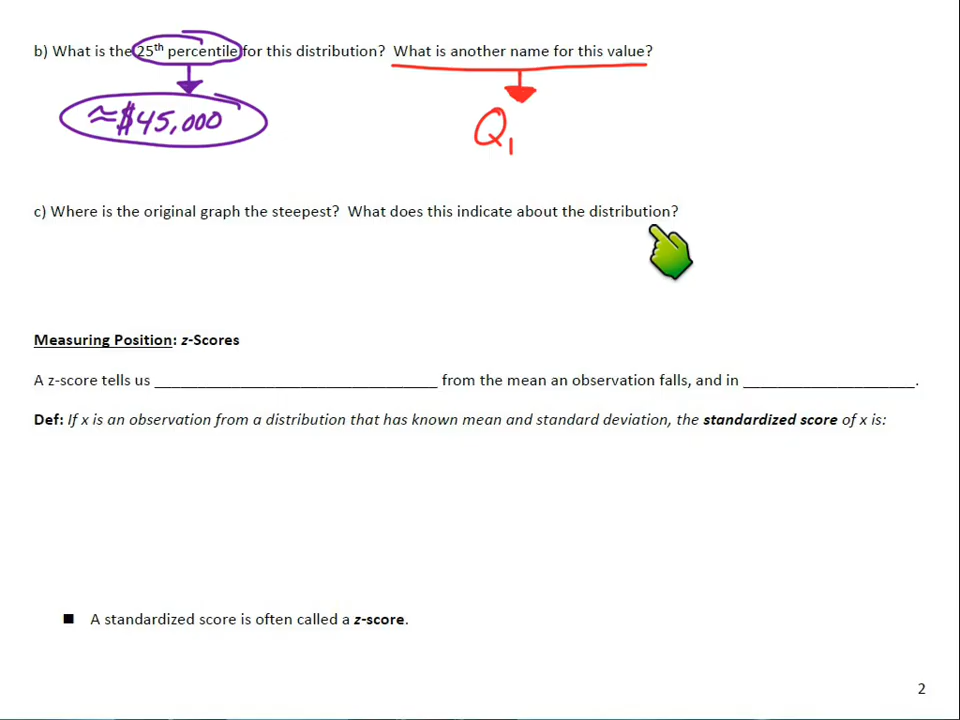 b) What is the 25th percentile for this distribution? What is another name for this value?
≈$45,000
Q1
c) Where is the original graph the steepest? What does this indicate about the distribution?
Measuring Position: z-Scores
A z-score tells us _________________________________ from the mean an observation falls, and in ____________________.
Def: If x is an observation from a distribution that has known mean and standard deviation, the standardized score of x is:
■ A standardized score is often called a z-score.
2